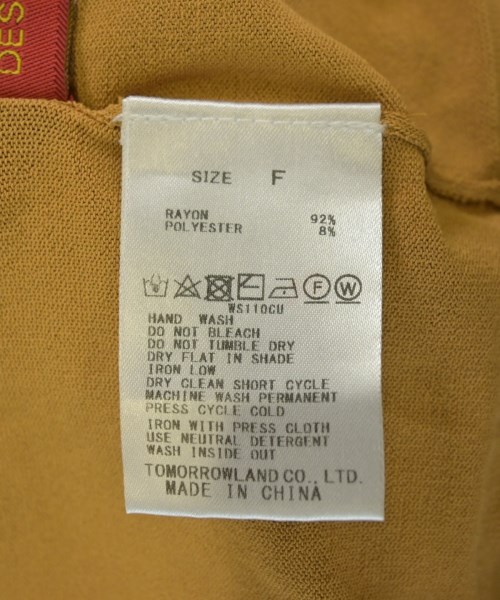 DES
SIZE F
RAYON 92%
POLYESTER 8%
F W
WS110CU
HAND WASH
DO NOT BLEACH
DO NOT TUMBLE DRY
DRY FLAT IN SHADE
IRON LOW
DRY CLEAN SHORT CYCLE
MACHINE WASH PERMANENT
PRESS CYCLE COLD
IRON WITH PRESS CLOTH
USE NEUTRAL DETERGENT
WASH INSIDE OUT
TOMORROWLAND CO., LTD.
MADE IN CHINA